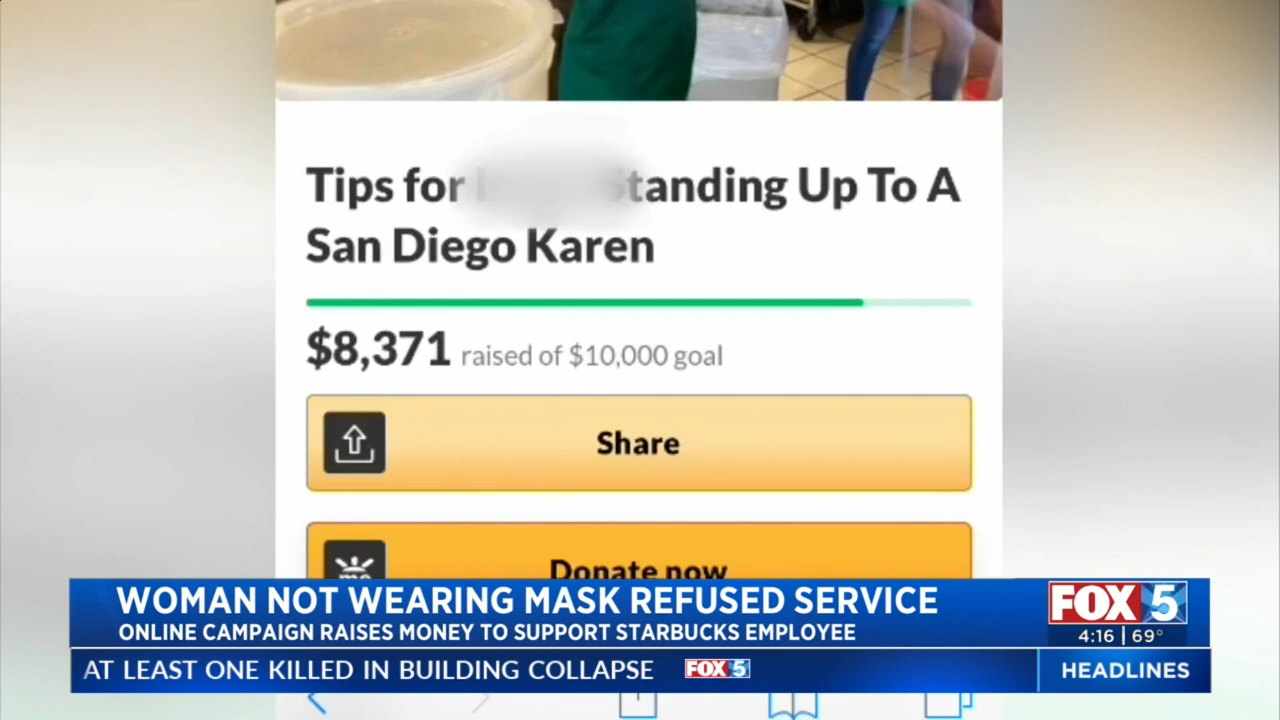 Tips for tanding Up To A
San Diego Karen
$8,371 raised of $10,000 goal
Share
Donate now
WOMAN NOT WEARING MASK REFUSED SERVICE
ONLINE CAMPAIGN RAISES MONEY TO SUPPORT STARBUCKS EMPLOYEE
FOX 5
4:16 | 69°
AT LEAST ONE KILLED IN BUILDING COLLAPSE FOX 5
HEADLINES